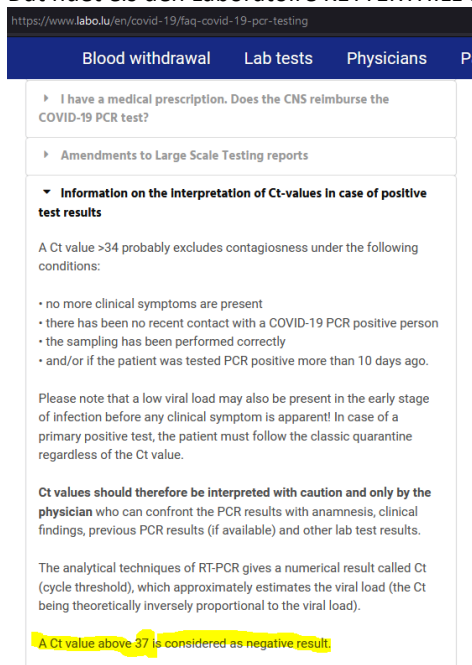 https://www.labo.lu/en/covid-19/faq-covid-19-pcr-testing
Blood withdrawal Lab tests Physicians P
I have a medical prescription. Does the CNS reimburse the
COVID-19 PCR test?
Amendments to Large Scale Testing reports
Information on the interpretation of Ct-values in case of positive
test results
A Ct value >34 probably excludes contagiosness under the following
conditions:
• no more clinical symptoms are present
• there has been no recent contact with a COVID-19 PCR positive person
• the sampling has been performed correctly
• and/or if the patient was tested PCR positive more than 10 days ago.
Please note that a low viral load may also be present in the early stage
of infection before any clinical symptom is apparent! In case of a
primary positive test, the patient must follow the classic quarantine
regardless of the Ct value.
Ct values should therefore be interpreted with caution and only by the
physician who can confront the PCR results with anamnesis, clinical
findings, previous PCR results (if available) and other lab test results.
The analytical techniques of RT-PCR gives a numerical result called Ct
(cycle threshold), which approximately estimates the viral load (the Ct
being theoretically inversely proportional to the viral load).
A Ct value above 37 is considered as negative result.